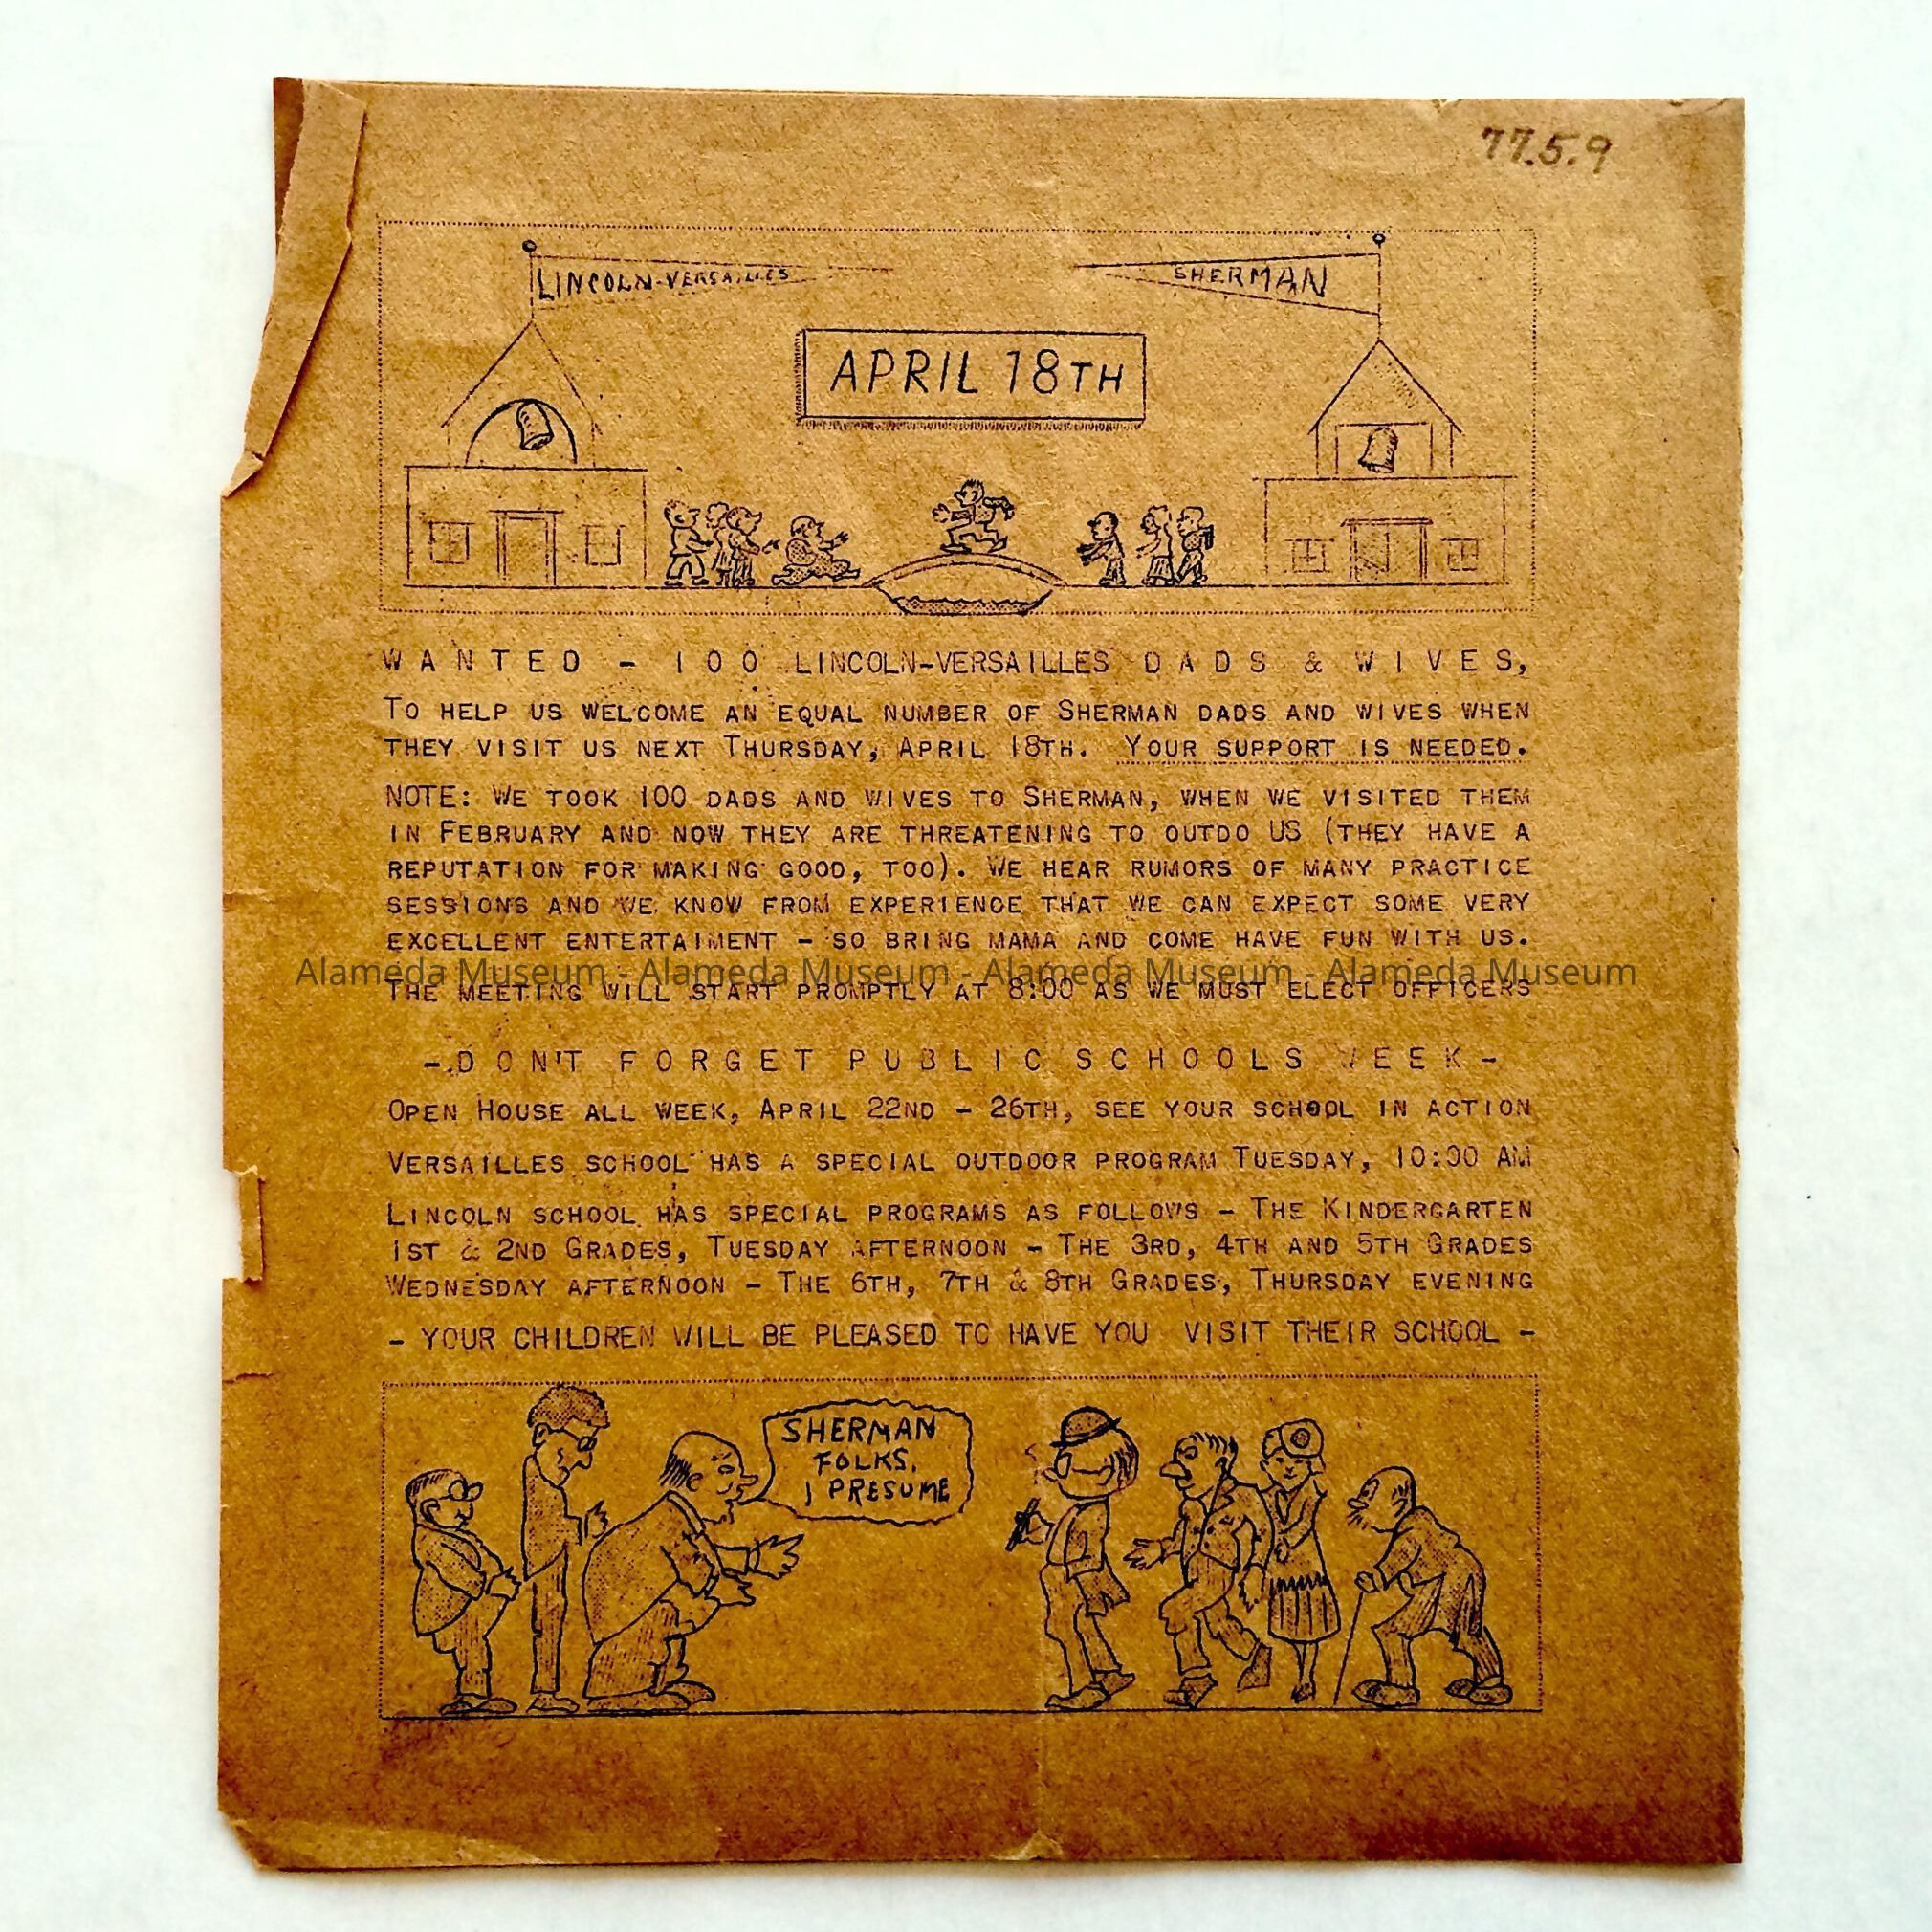 77.5.9
LINCOLN-VERSAILLES
SHERMAN
APRIL 18TH
WANTED - 100 LINCOLN-VERSAILLES DADS & WIVES,
TO HELP US WELCOME AN EQUAL NUMBER OF SHERMAN DADS AND WIVES WHEN
THEY VISIT US NEXT THURSDAY, APRIL 18TH. YOUR SUPPORT IS NEEDED.
NOTE: WE TOOK 100 DADS AND WIVES TO SHERMAN, WHEN WE VISITED THEM
IN FEBRUARY AND NOW THEY ARE THREATENING TO OUTDO US (THEY HAVE A
REPUTATION FOR MAKING GOOD, TOO). WE HEAR RUMORS OF MANY PRACTICE
SESSIONS AND WE KNOW FROM EXPERIENCE THAT WE CAN EXPECT SOME VERY
EXCELLENT ENTERTAIMENT - SO BRING MAMA AND COME HAVE FUN WITH US.
Alameda Museum - Alameda Museum - Alameda Museum - Alameda Museum
THE MEETING WILL START PROMPTLY AT 8:00 AS WE MUST ELECT OFFICERS
- DON'T FORGET PUBLIC SCHOOLS WEEK -
OPEN HOUSE ALL WEEK, APRIL 22ND - 26TH, SEE YOUR SCHOOL IN ACTION
VERSAILLES SCHOOL HAS A SPECIAL OUTDOOR PROGRAM TUESDAY, 10:00 AM
LINCOLN SCHOOL HAS SPECIAL PROGRAMS AS FOLLOWS - THE KINDERGARTEN
1ST & 2ND GRADES, TUESDAY AFTERNOON - THE 3RD, 4TH AND 5TH GRADES
WEDNESDAY AFTERNOON - THE 6TH, 7TH & 8TH GRADES, THURSDAY EVENING
- YOUR CHILDREN WILL BE PLEASED TO HAVE YOU VISIT THEIR SCHOOL -
SHERMAN
FOLKS,
I PRESUME